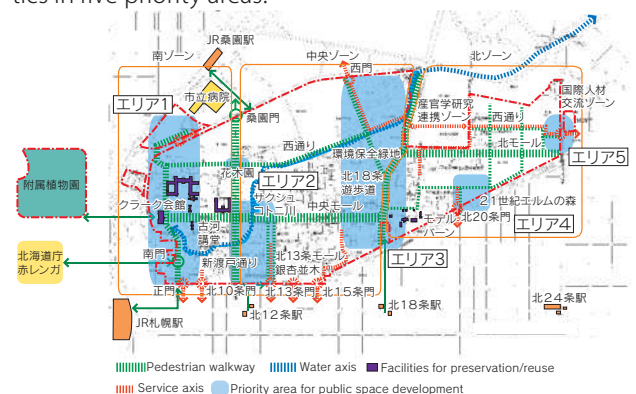 ties in five priority areas.
JR桑園駅
南ゾーン
中央ゾーン
北ゾーン
西門
市立病院
エリア1
桑園門
産官学研究
連携ゾーン
国際人材
交流ゾーン
西通り
西通り
北モール
環境保全緑地
エリア5
花木園
エリア2
北18条
遊歩道
附属植物園
クラーク会館
サクシュ
コトニ川
中央モール
21世紀エルムの森
エリア4
古河
講堂
モデル
バーン
北20条門
南門
新渡戸通り
北13条モール
銀杏並木
エリア3
北海道庁
赤レンガ
正門
北10条門
北13条門
北15条門
北18条駅
北24条駅
北12条駅
JR札幌駅
Pedestrian walkway
Water axis
Facilities for preservation/reuse
Service axis
Priority area for public space development